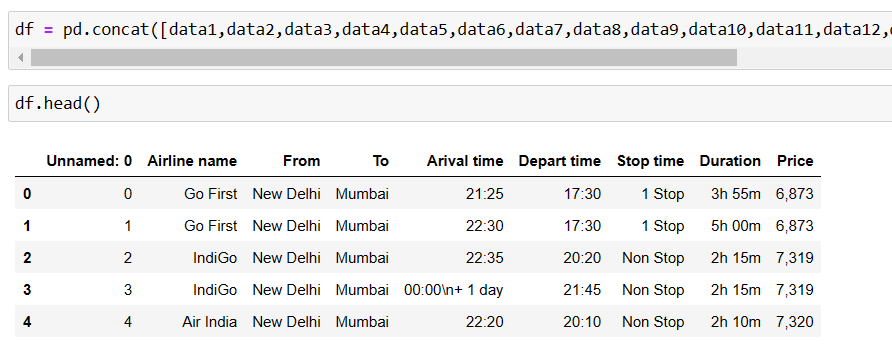 df = pd.concat([data1,data2,data3,data4,data5,data6,data7,data8,data9,data10,data11,data12,
df.head()
Unnamed: 0 Airline name From To Arival time Depart time Stop time Duration Price
0 0 Go First New Delhi Mumbai 21:25 17:30 1 Stop 3h 55m 6,873
1 1 Go First New Delhi Mumbai 22:30 17:30 1 Stop 5h 00m 6,873
2 2 IndiGo New Delhi Mumbai 22:35 20:20 Non Stop 2h 15m 7,319
3 3 IndiGo New Delhi Mumbai 00:00\n+ 1 day 21:45 Non Stop 2h 15m 7,319
4 4 Air India New Delhi Mumbai 22:20 20:10 Non Stop 2h 10m 7,320